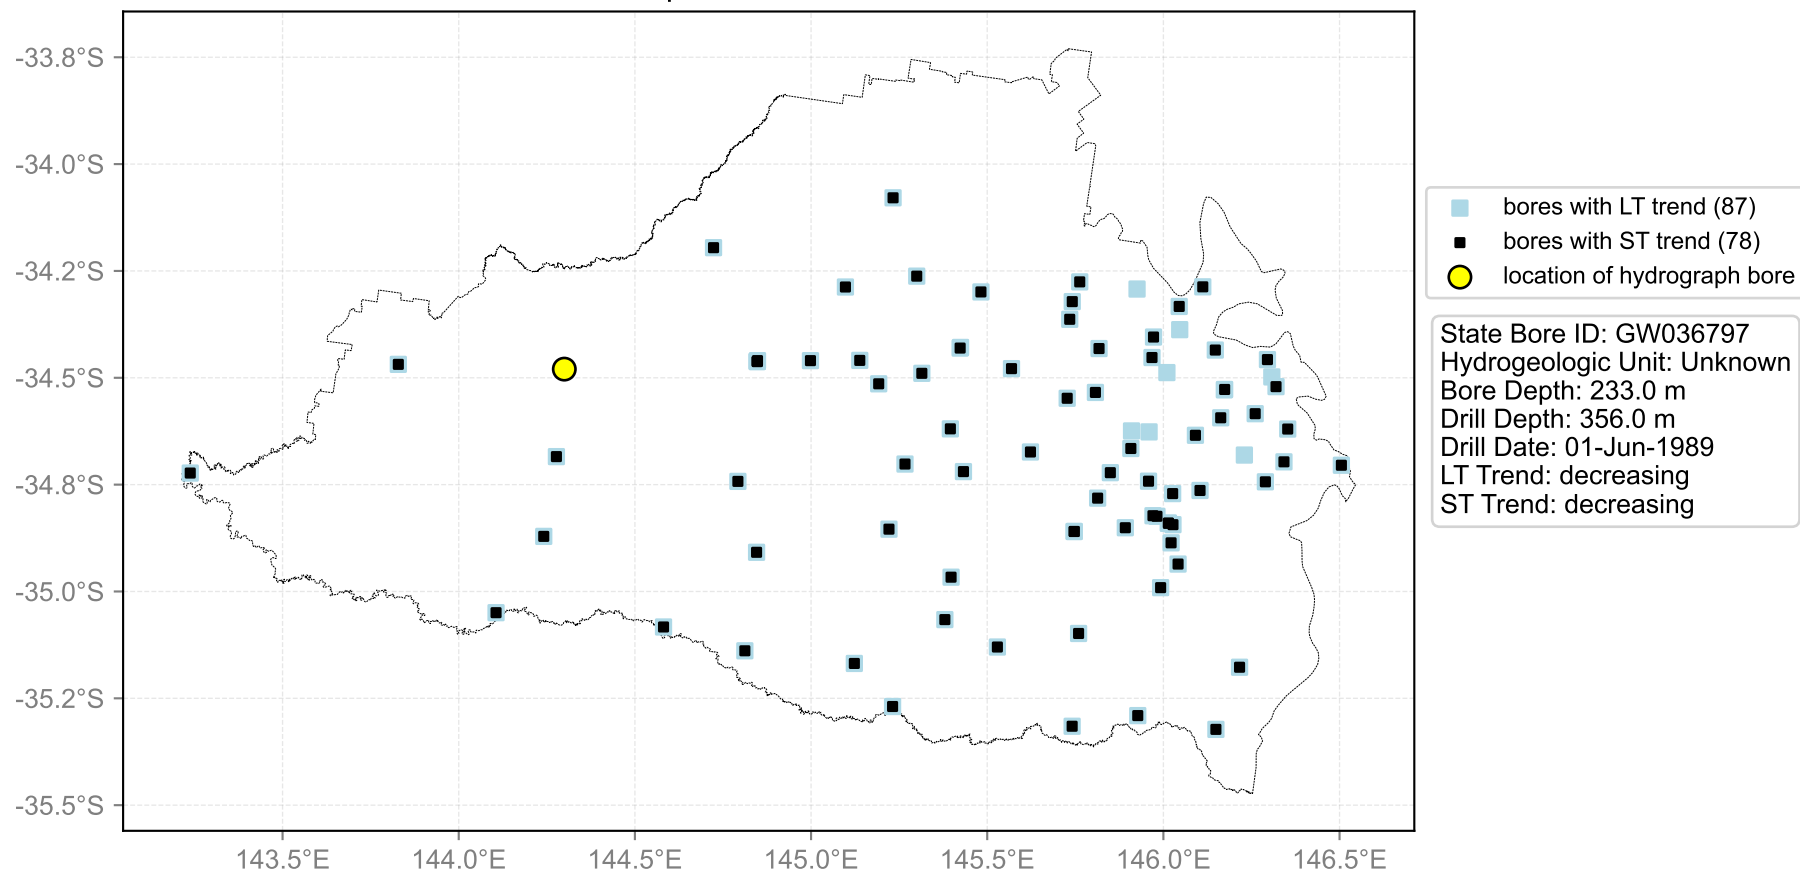 -33.8°S
-34.0°S
-34.2°S
-34.5°S
-34.8°S
-35.0°S
-35.2°S
-35.5°S
143.5°E
144.0°E
144.5°E
145.0°E
145.5°E
146.0°E
146.5°E
bores with LT trend (87)
bores with ST trend (78)
location of hydrograph bore
State Bore ID: GW036797
Hydrogeologic Unit: Unknown
Bore Depth: 233.0 m
Drill Depth: 356.0 m
Drill Date: 01-Jun-1989
LT Trend: decreasing
ST Trend: decreasing